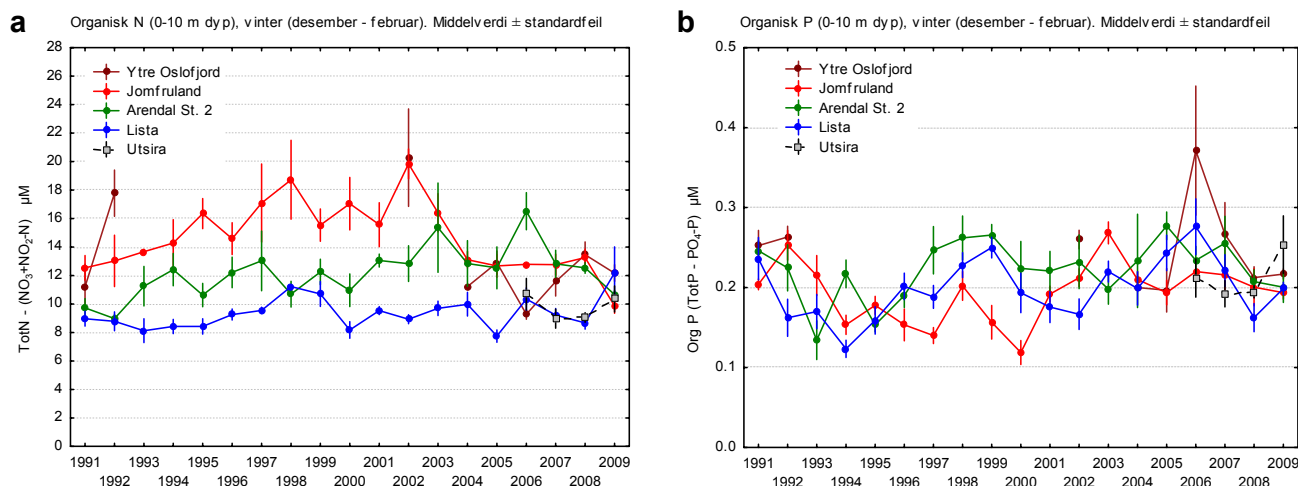 a
Organisk N (0-10 m dyp), vinter (desember - februar). Middelverdi ± standardfeil
28
26
24
22
20
18
16
14
12
10
8
6
4
2
0
TotN - (NO3+NO2-N) µM
Ytre Oslofjord
Jomfruland
Arendal St. 2
Lista
Utsira
1991 1993 1995 1997 1999 2001 2003 2005 2007 2009
1992 1994 1996 1998 2000 2002 2004 2006 2008
b
Organisk P (0-10 m dyp), vinter (desember - februar). Middelverdi ± standardfeil
0.5
0.4
0.3
0.2
0.1
0.0
Org P (TotP - PO4-P) µM
Ytre Oslofjord
Jomfruland
Arendal St. 2
Lista
Utsira
1991 1993 1995 1997 1999 2001 2003 2005 2007 2009
1992 1994 1996 1998 2000 2002 2004 2006 2008